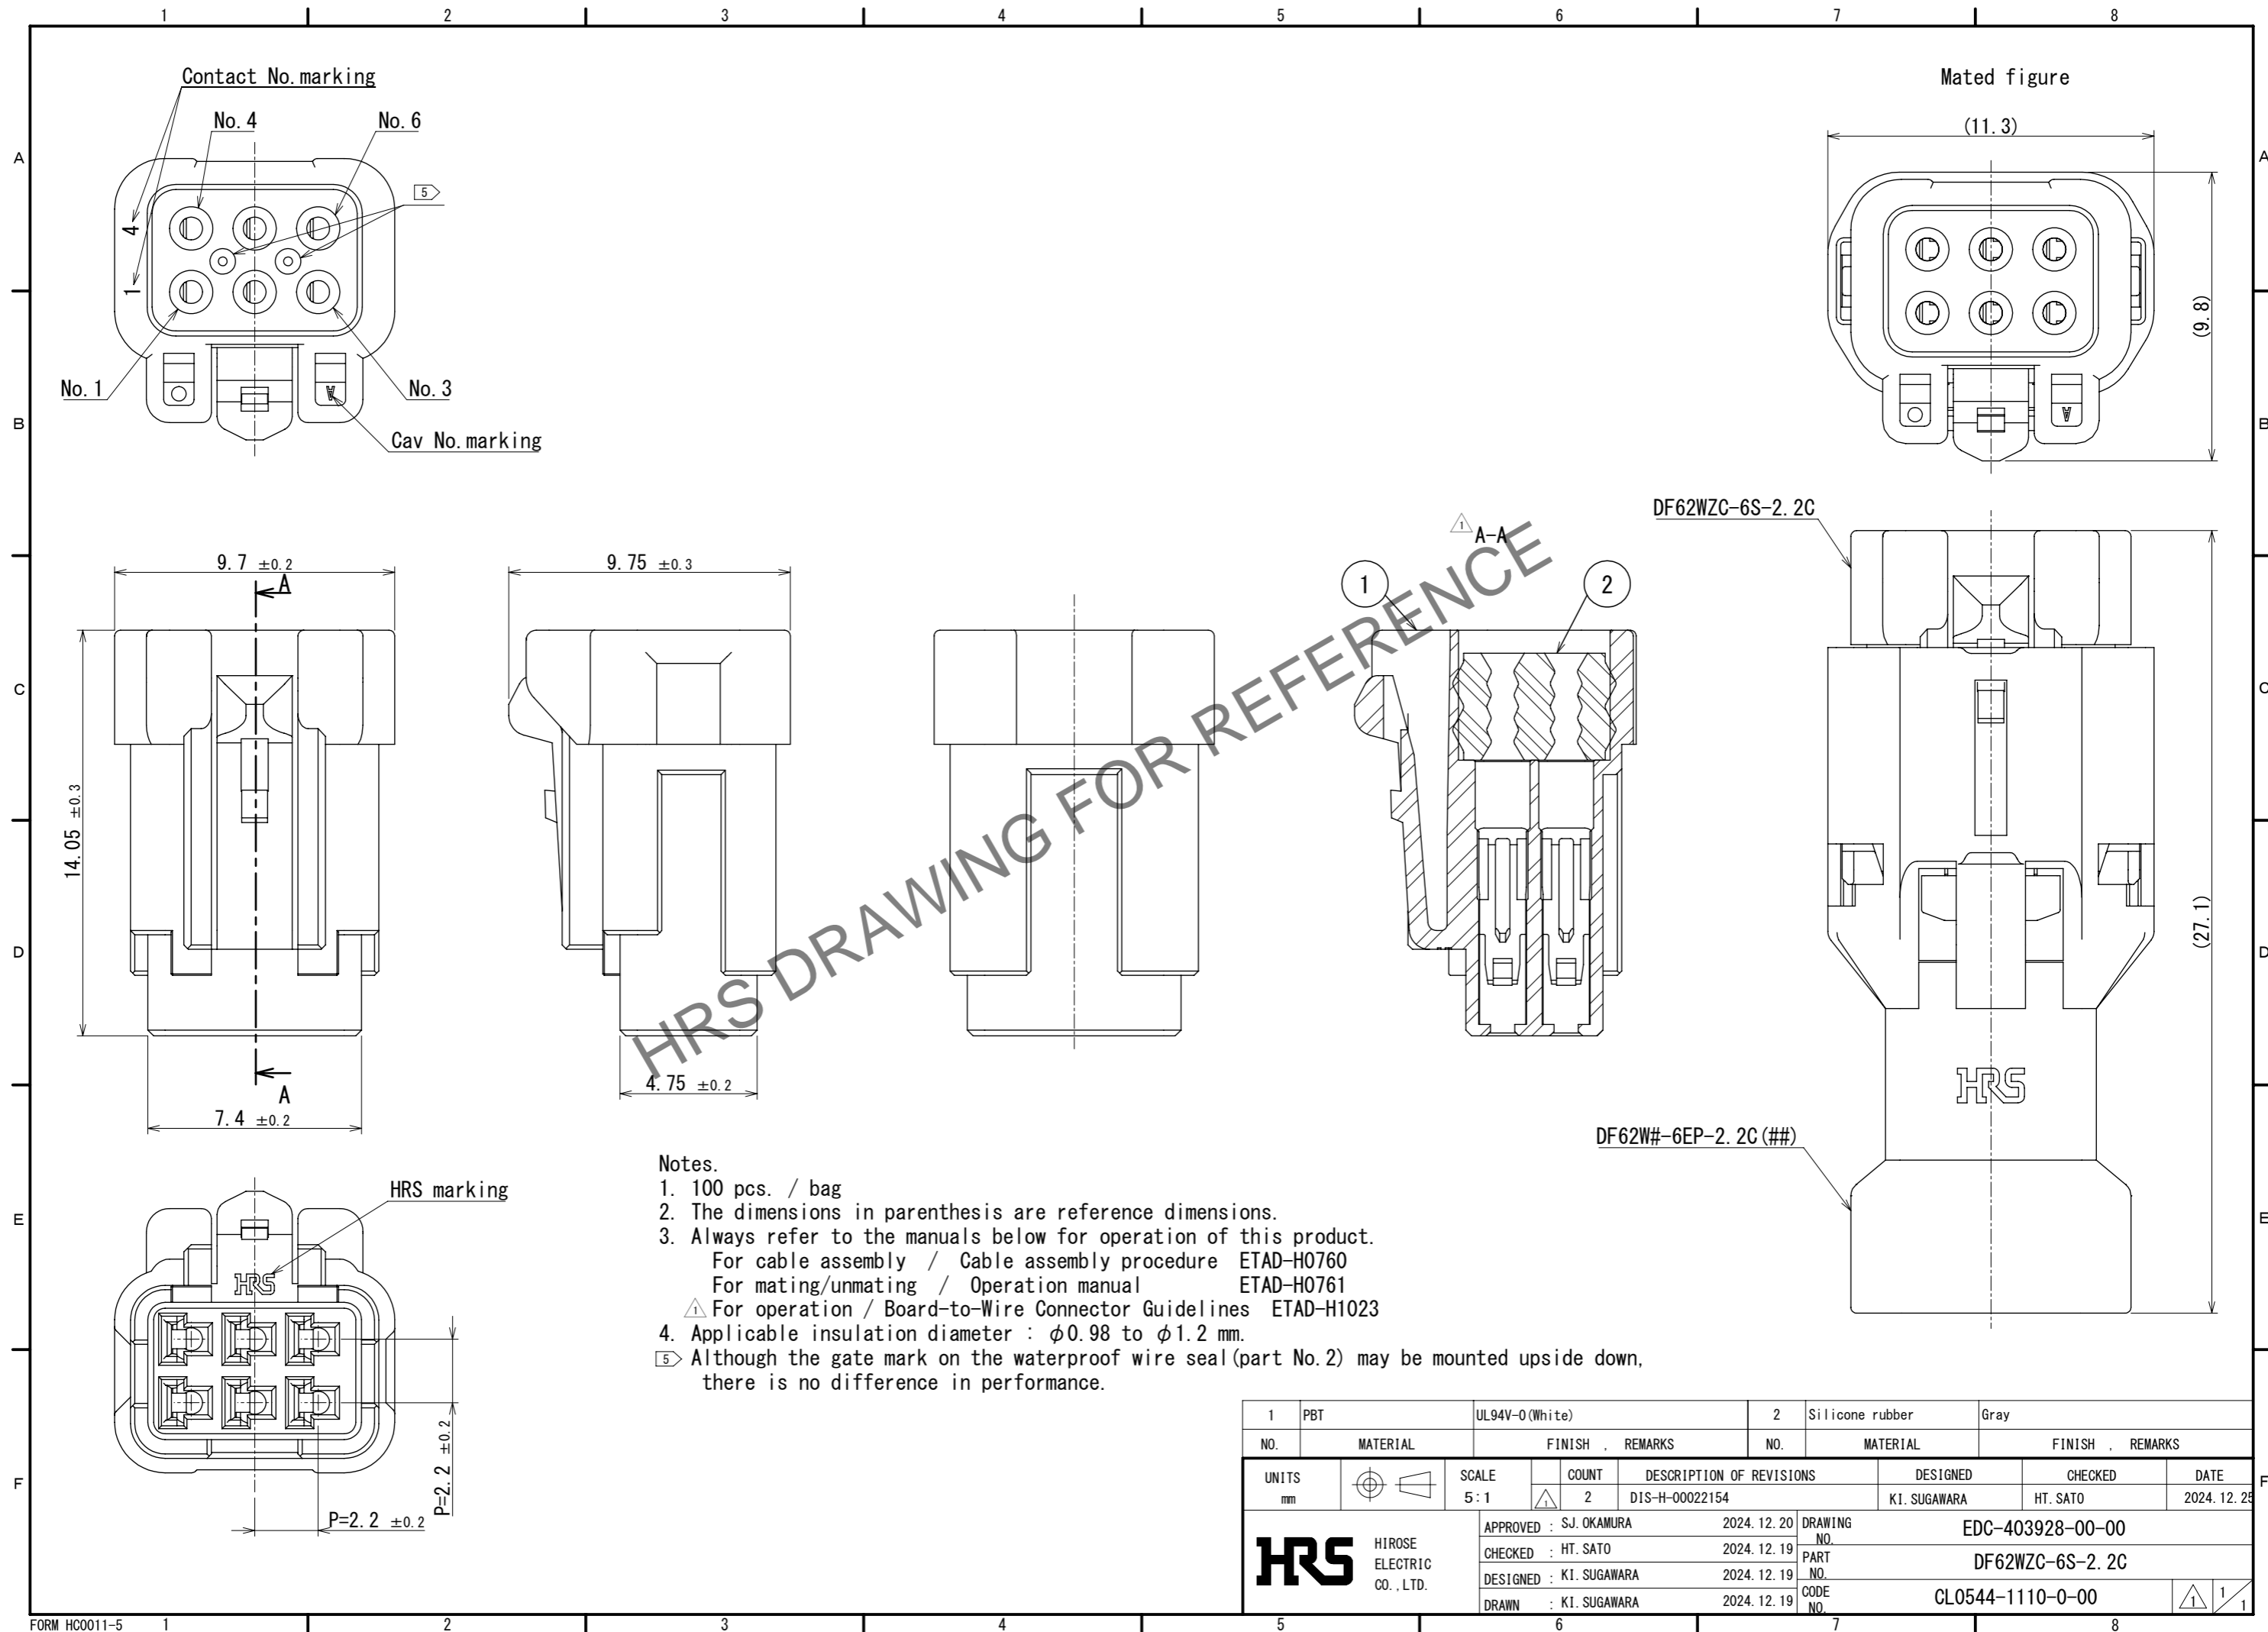 1 2 3 4 5 6 7 8
Contact No.marking
No. 4
No. 6
5
4
1
No. 1
No. 3
Cav No.marking
A
A
Mated figure
(11.3)
(9.8)
A
A
A
B
B
DF62WZC-6S-2.2C
9.7 ±0.2
A
14.05 ±0.3
A
7.4 ±0.2
9.75 ±0.3
4.75 ±0.2
1
A-A
1
2
(27.1)
HRS
DF62W#-6EP-2.2C(##)
C
C
D
D
HRS DRAWING FOR REFERENCE
HRS marking
HRS
P=2.2 ±0.2
P=2.2 ±0.2
E
E
F
F
Notes.
1. 100 pcs. / bag
2. The dimensions in parenthesis are reference dimensions.
3. Always refer to the manuals below for operation of this product.
For cable assembly / Cable assembly procedure ETAD-H0760
For mating/unmating / Operation manual ETAD-H0761
1 For operation / Board-to-Wire Connector Guidelines ETAD-H1023
4. Applicable insulation diameter : φ0.98 to φ1.2 mm.
5 Although the gate mark on the waterproof wire seal(part No.2) may be mounted upside down,
there is no difference in performance.
1 PBT UL94V-0(White) 2 Silicone rubber Gray
NO. MATERIAL FINISH , REMARKS NO. MATERIAL FINISH , REMARKS
UNITS mm
SCALE 5:1
COUNT DESCRIPTION OF REVISIONS DESIGNED CHECKED DATE
1 2 DIS-H-00022154 KI.SUGAWARA HT.SATO 2024.12.25
HRS
HIROSE
ELECTRIC
CO.,LTD.
APPROVED : SJ.OKAMURA 2024.12.20
CHECKED : HT.SATO 2024.12.19
DESIGNED : KI.SUGAWARA 2024.12.19
DRAWN : KI.SUGAWARA 2024.12.19
DRAWING NO. EDC-403928-00-00
PART NO. DF62WZC-6S-2.2C
CODE NO. CL0544-1110-0-00
1
1/1
FORM HC0011-5
1 2 3 4 5 6 7 8